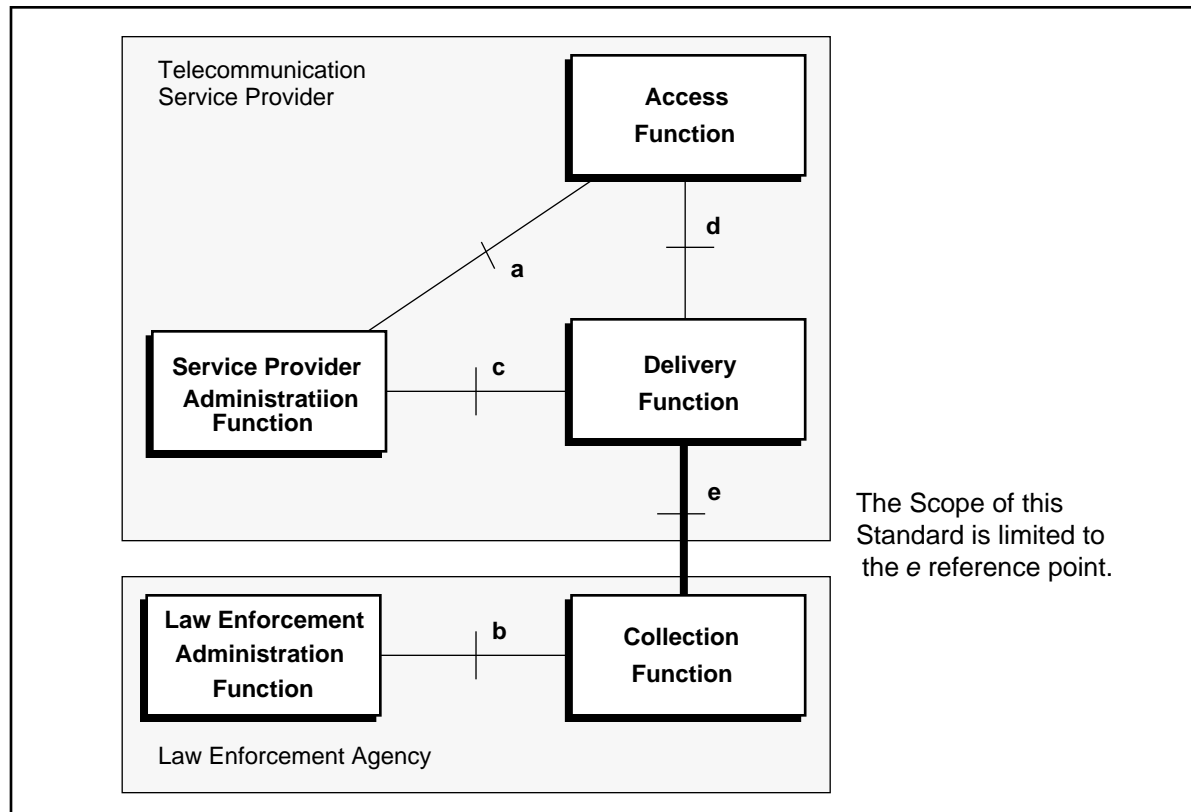 Telecommunication
Service Provider
Access
Function
d
a
Service Provider
Administratiion
Function
c
Delivery
Function
e
The Scope of this
Standard is limited to
the e reference point.
Law Enforcement
Administration
Function
b
Collection
Function
Law Enforcement Agency